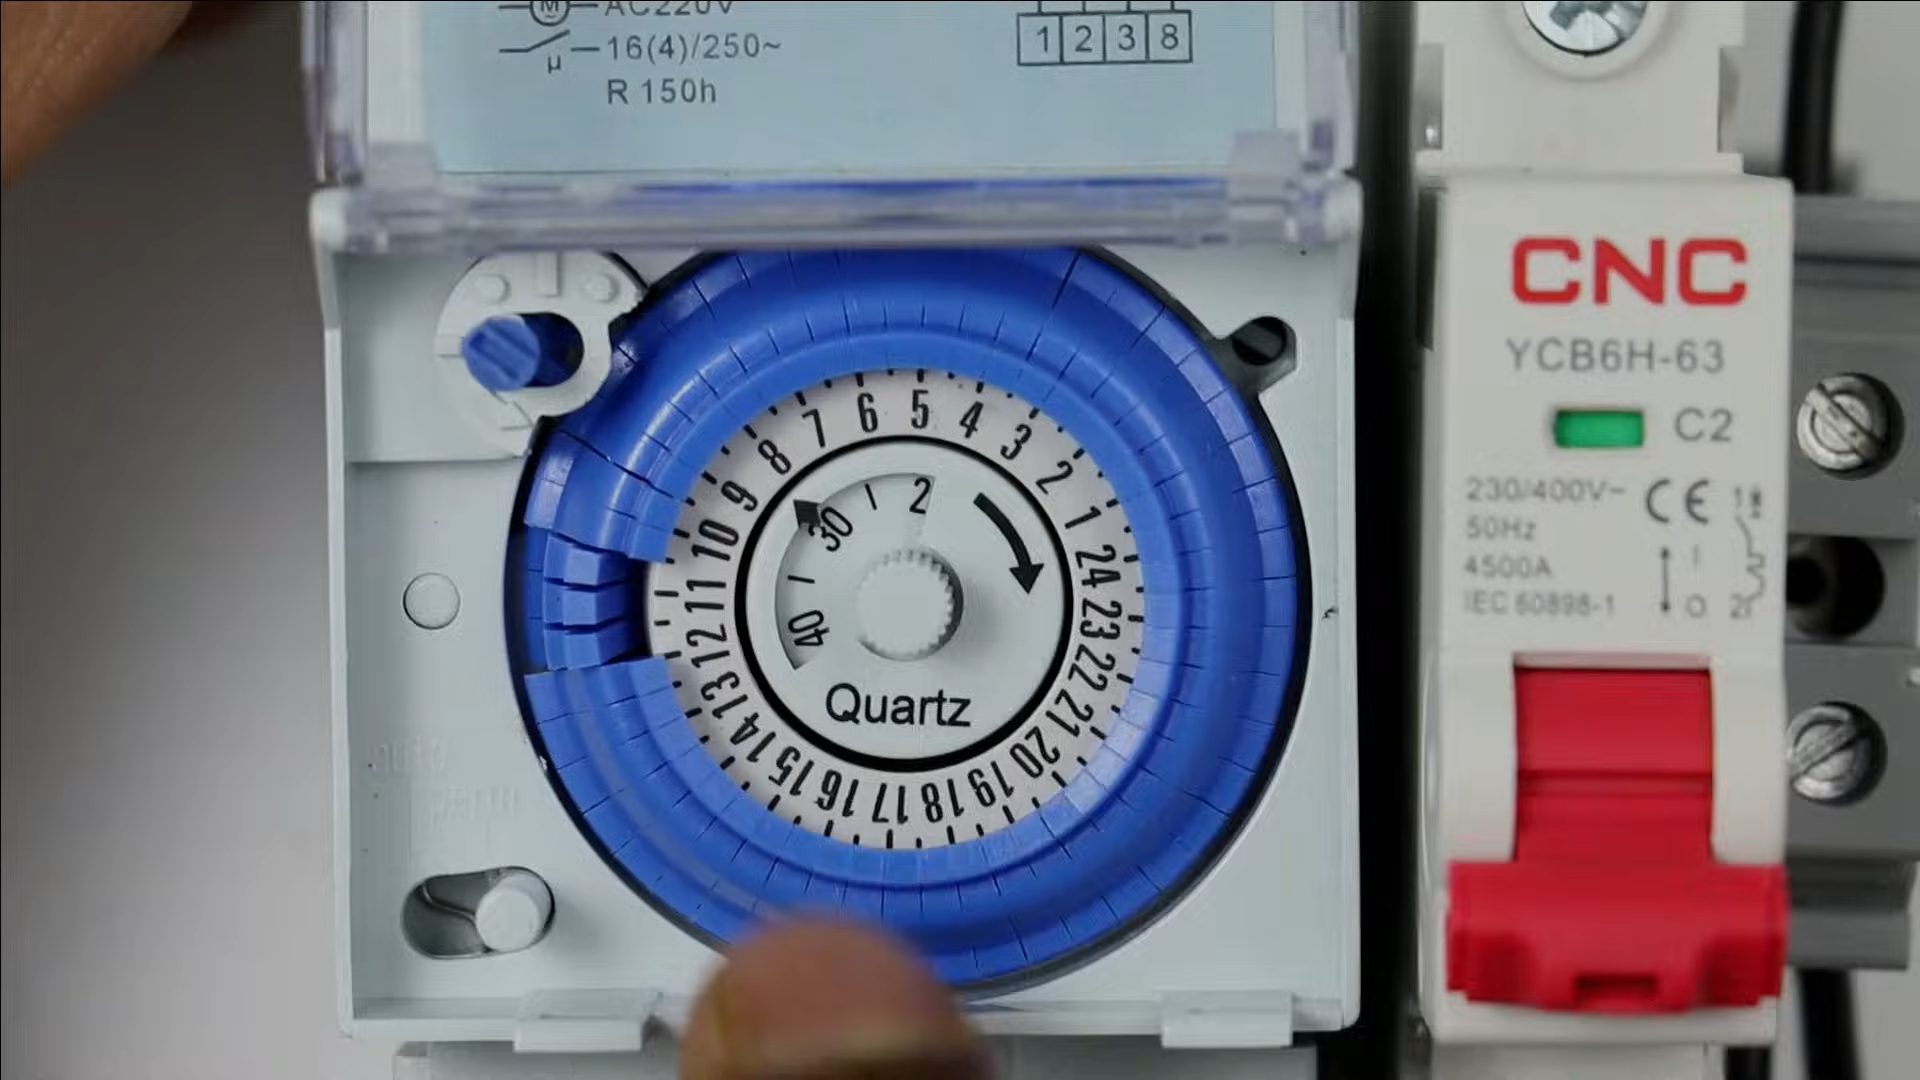 M AC220V
16(4)/250~
µ
R 150h
1 2 3 8
1 2 3 4 5 6 7 8 9 10 11 12 13 14 15 16 17 18 19 20 21 22 23 24
2
30
40
Quartz
CNC
YCB6H-63
C2
230/400V~
50Hz
4500A
IEC 60898-1
CE
1
I
O
2